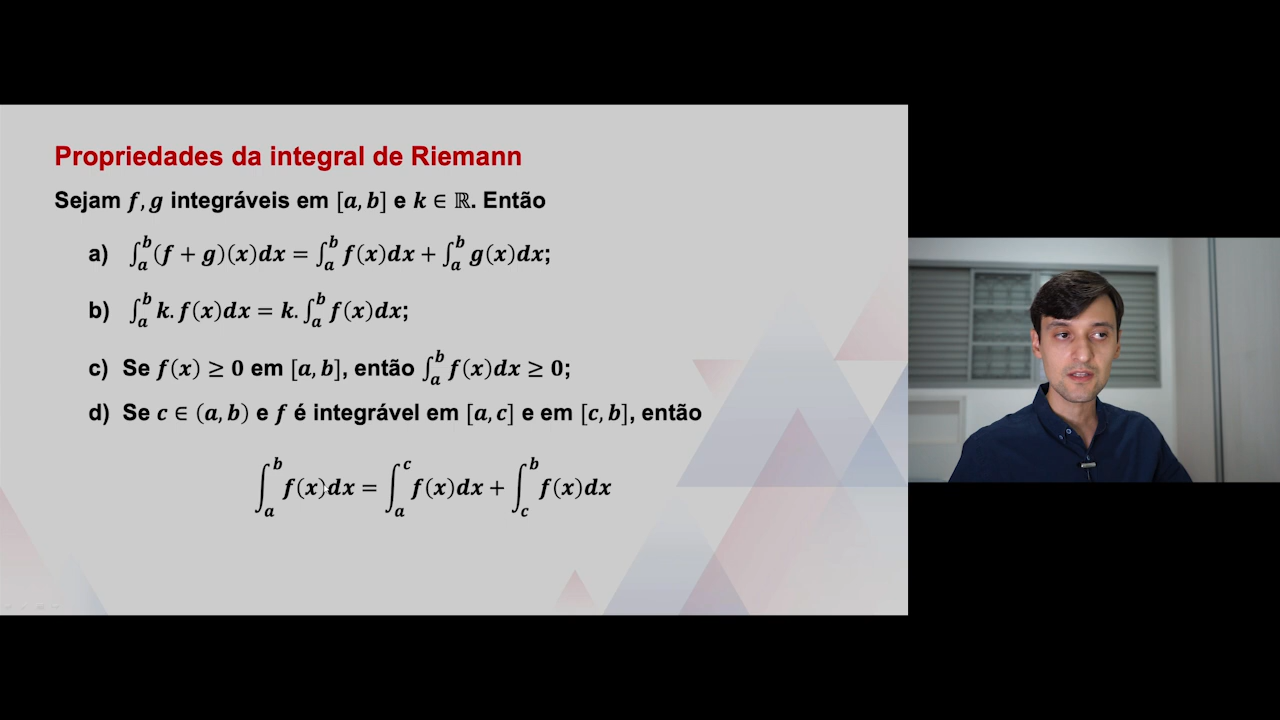 Propriedades da integral de Riemann
Sejam f, g integráveis em [a, b] e k ∈ ℝ. Então
a) ∫_a^b (f + g)(x)dx = ∫_a^b f(x)dx + ∫_a^b g(x)dx;
b) ∫_a^b k. f(x)dx = k. ∫_a^b f(x)dx;
c) Se f(x) ≥ 0 em [a, b], então ∫_a^b f(x)dx ≥ 0;
d) Se c ∈ (a, b) e f é integrável em [a, c] e em [c, b], então
∫_a^b f(x)dx = ∫_a^c f(x)dx + ∫_c^b f(x)dx